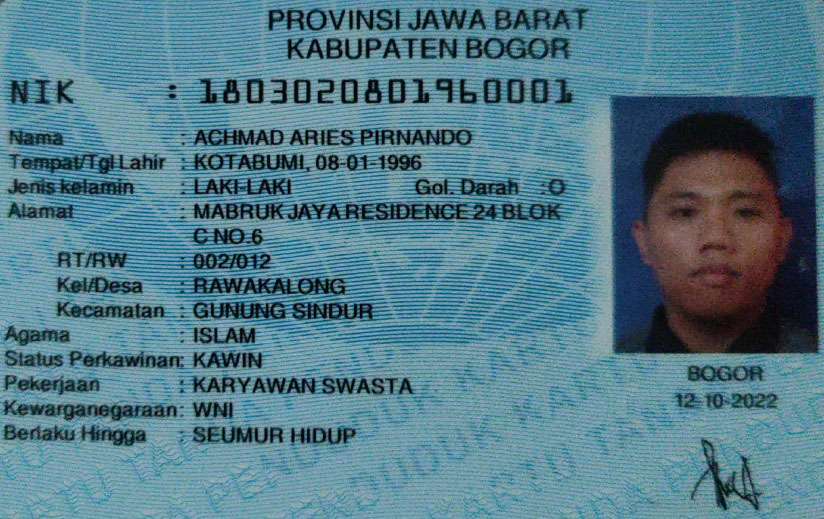 PROVINSI JAWA BARAT
KABUPATEN BOGOR
NIK : 1803020801960001
Nama : ACHMAD ARIES PIRNANDO
Tempat/Tgl Lahir : KOTABUMI, 08-01-1996
Jenis kelamin : LAKI-LAKI Gol. Darah :O
Alamat : MABRUK JAYA RESIDENCE 24 BLOK
C NO.6
RT/RW : 002/012
Kel/Desa : RAWAKALONG
Kecamatan : GUNUNG SINDUR
Agama : ISLAM
Status Perkawinan: KAWIN
Pekerjaan : KARYAWAN SWASTA
Kewarganegaraan: WNI
Berlaku Hingga : SEUMUR HIDUP
BOGOR
12-10-2022